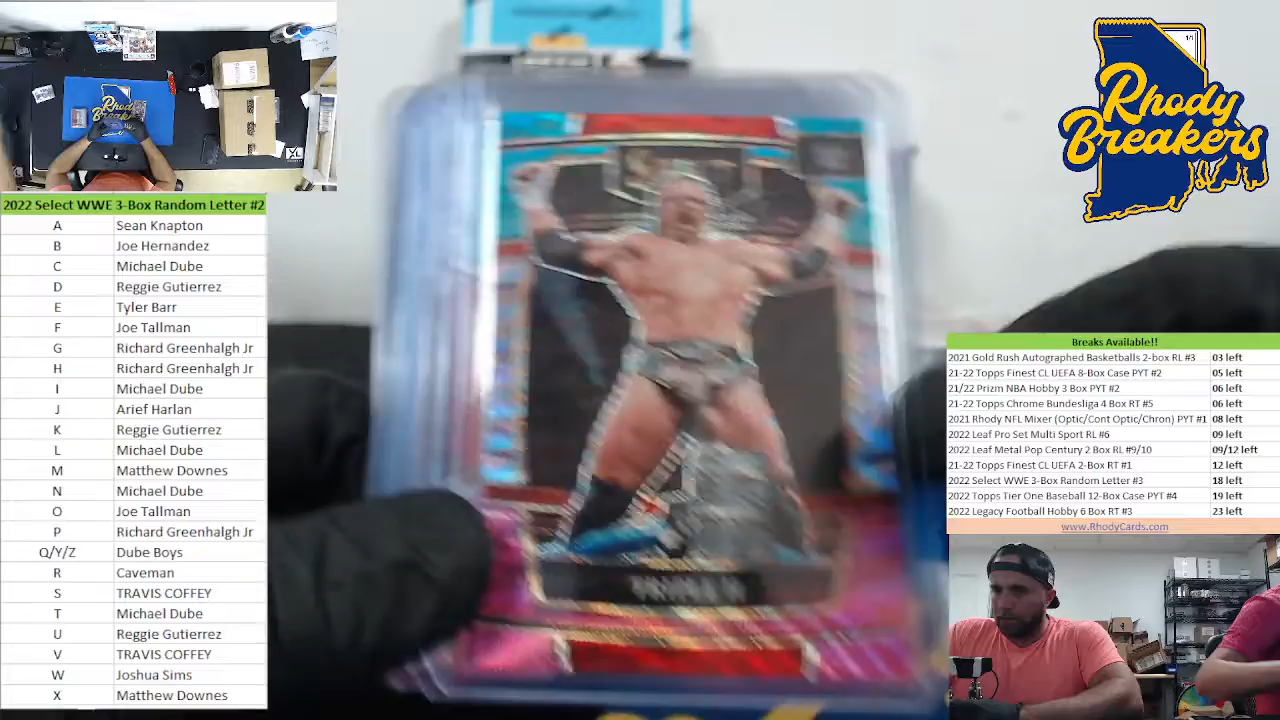 2022 Select WWE 3-Box Random Letter #2
A Sean Knapton
B Joe Hernandez
C Michael Dube
D Reggie Gutierrez
E Tyler Barr
F Joe Tallman
G Richard Greenhalgh Jr
H Richard Greenhalgh Jr
I Michael Dube
J Arief Harlan
K Reggie Gutierrez
L Michael Dube
M Matthew Downes
N Michael Dube
O Joe Tallman
P Richard Greenhalgh Jr
Q/Y/Z Dube Boys
R Caveman
S TRAVIS COFFEY
T Michael Dube
U Reggie Gutierrez
V TRAVIS COFFEY
W Joshua Sims
X Matthew Downes
Rhody
Breakers
Rhody
Breakers
Breaks Available!!
2021 Gold Rush Autographed Basketballs 2-box RL #3 03 left
21-22 Topps Finest CL UEFA 8-Box Case PYT #2 05 left
21/22 Prizm NBA Hobby 3 Box PYT #2 06 left
21-22 Topps Chrome Bundesliga 4 Box RT #5 06 left
2021 Rhody NFL Mixer (Optic/Cont Optic/Chron) PYT #1 08 left
2022 Leaf Pro Set Multi Sport RL #6 09 left
2022 Leaf Metal Pop Century 2 Box RL #9/10 09/12 left
21-22 Topps Finest CL UEFA 2-Box RT #1 12 left
2022 Select WWE 3-Box Random Letter #3 18 left
2022 Topps Tier One Baseball 12-Box Case PYT #4 19 left
2022 Legacy Football Hobby 6 Box RT #3 23 left
www.RhodyCards.com